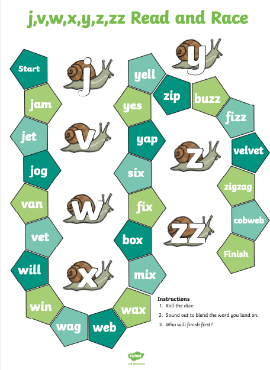 j,v,w,x,y,z,zz Read and Race
Start
jam
jet
jog
van
vet
will
win
wag
web
wax
mix
box
fix
six
yap
yes
yell
zip
buzz
fizz
velvet
zigzag
cobweb
Finish
j
v
w
x
y
z
zz
Instructions
1. Roll the dice.
2. Sound out to blend the word you land on.
3. Who will finish first?